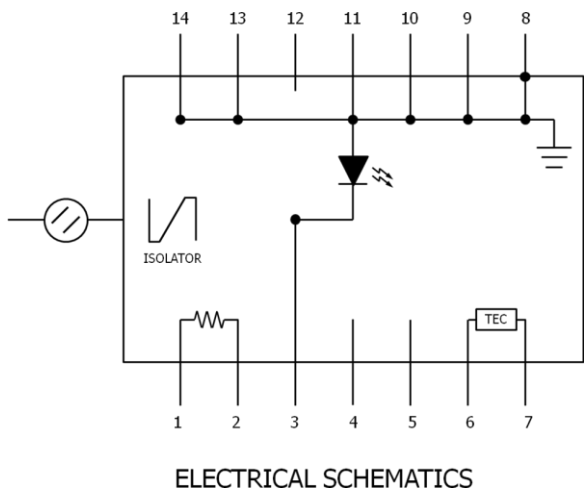 14 13 12 11 10 9 8
ISOLATOR
TEC
1 2 3 4 5 6 7
ELECTRICAL SCHEMATICS